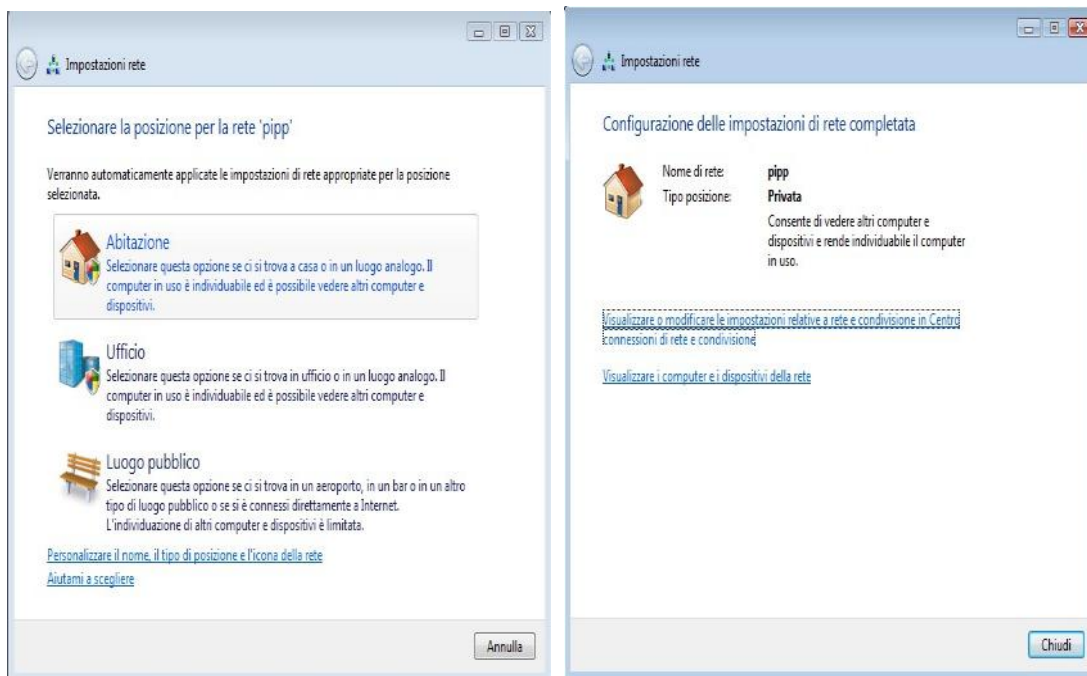 Impostazioni rete
Selezionare la posizione per la rete 'pipp'
Verranno automaticamente applicate le impostazioni di rete appropriate per la posizione
selezionata.
Abitazione
Selezionare questa opzione se ci si trova a casa o in un luogo analogo. Il
computer in uso è individuabile ed è possibile vedere altri computer e
dispositivi.
Ufficio
Selezionare questa opzione se ci si trova in ufficio o in un luogo analogo. Il
computer in uso è individuabile ed è possibile vedere altri computer e
dispositivi.
Luogo pubblico
Selezionare questa opzione se ci si trova in un aeroporto, in un bar o in un altro
tipo di luogo pubblico o se si è connessi direttamente a Internet.
L'individuazione di altri computer e dispositivi è limitata.
Personalizzare il nome, il tipo di posizione e l'icona della rete
Aiutami a scegliere
Annulla
Impostazioni rete
Configurazione delle impostazioni di rete completata
Nome di rete: pipp
Tipo posizione: Privata
Consente di vedere altri computer e
dispositivi e rende individuabile il computer
in uso.
Visualizzare o modificare le impostazioni relative a rete e condivisione in Centro
connessioni di rete e condivisione
Visualizzare i computer e i dispositivi della rete
Chiudi